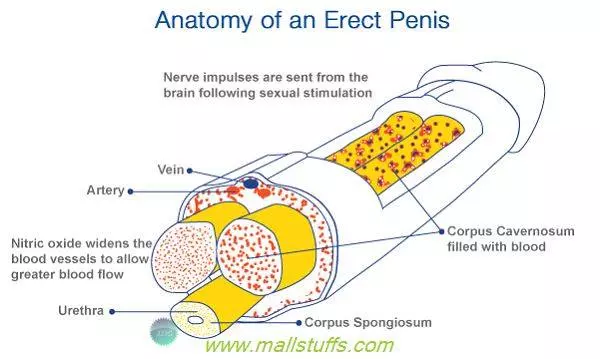 Anatomy of an Erect Penis
Nerve impulses are sent from the
brain following sexual stimulation
Vein
Artery
Nitric oxide widens the
blood vessels to allow
greater blood flow
Corpus Cavernosum
filled with blood
Urethra
Corpus Spongiosum
www.mallstuffs.com